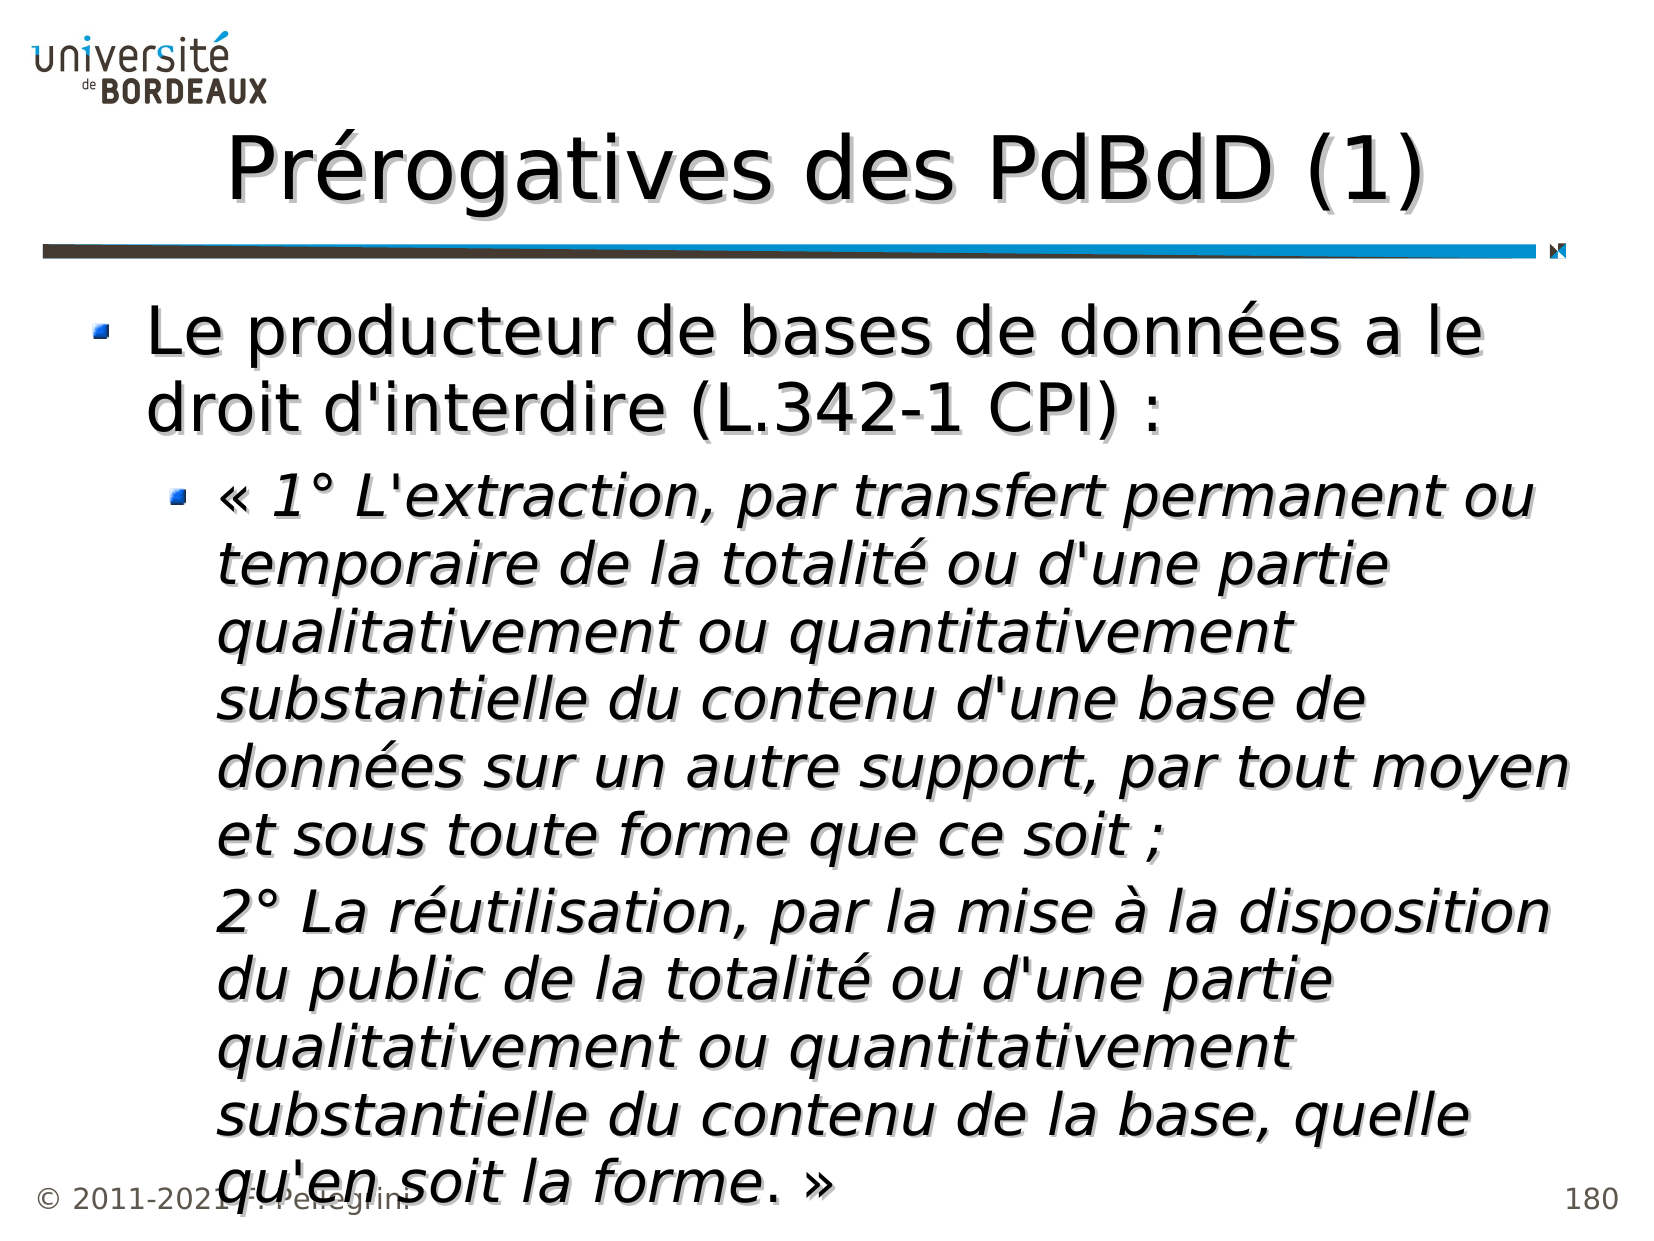 université
de BORDEAUX
Prérogatives des PdBdD (1)
Le producteur de bases de données a le
droit d'interdire (L.342-1 CPI) :
« 1° L'extraction, par transfert permanent ou
temporaire de la totalité ou d'une partie
qualitativement ou quantitativement
substantielle du contenu d'une base de
données sur un autre support, par tout moyen
et sous toute forme que ce soit ;
2° La réutilisation, par la mise à la disposition
du public de la totalité ou d'une partie
qualitativement ou quantitativement
substantielle du contenu de la base, quelle
qu'en soit la forme. »
© 2011-2021 F. Pellegrini
180